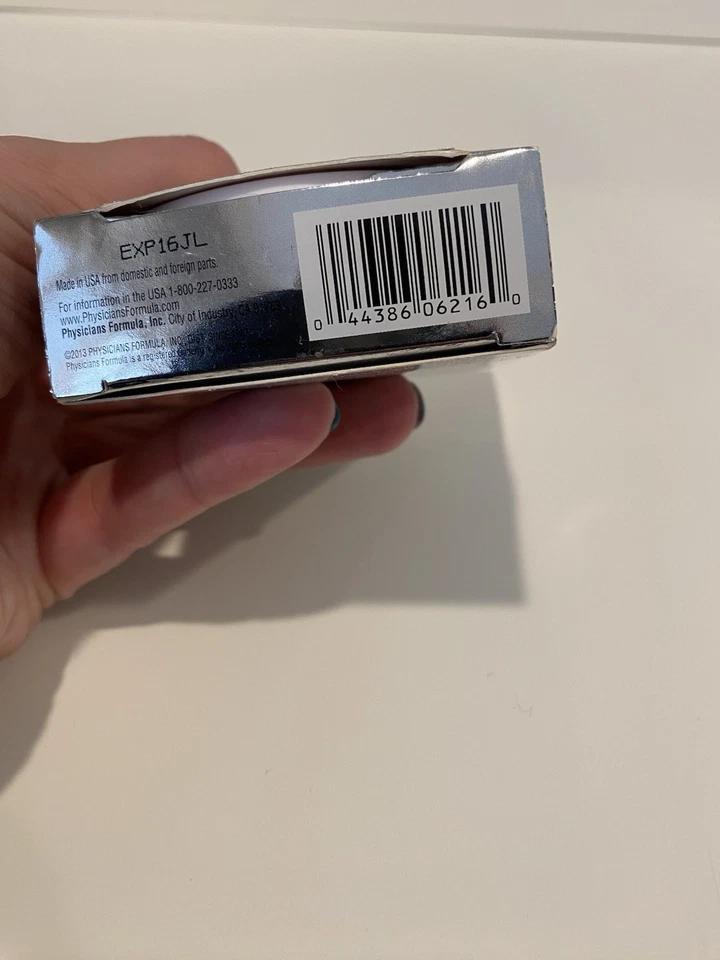 EXP16JL
Made in USA from domestic and foreign parts.
For information in the USA 1-800-227-0333
www.PhysiciansFormula.com
Physicians Formula, Inc. City of Industry, CA
©2013 PHYSICIANS FORMULA, INC.
Physicians Formula is a registered
0 44386 06216 0